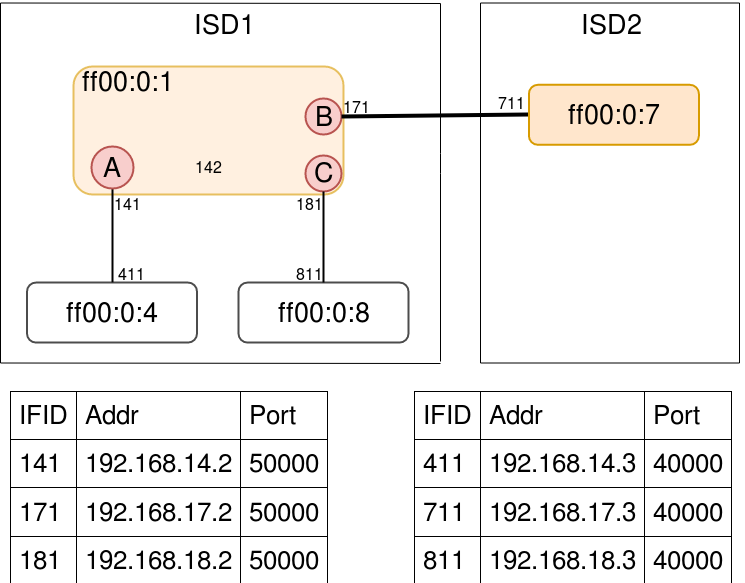 ISD1
ISD2
ff00:0:1
B
171
711
ff00:0:7
A
142
C
141
181
411
811
ff00:0:4
ff00:0:8
IFID Addr Port
141 192.168.14.2 50000
171 192.168.17.2 50000
181 192.168.18.2 50000
IFID Addr Port
411 192.168.14.3 40000
711 192.168.17.3 40000
811 192.168.18.3 40000